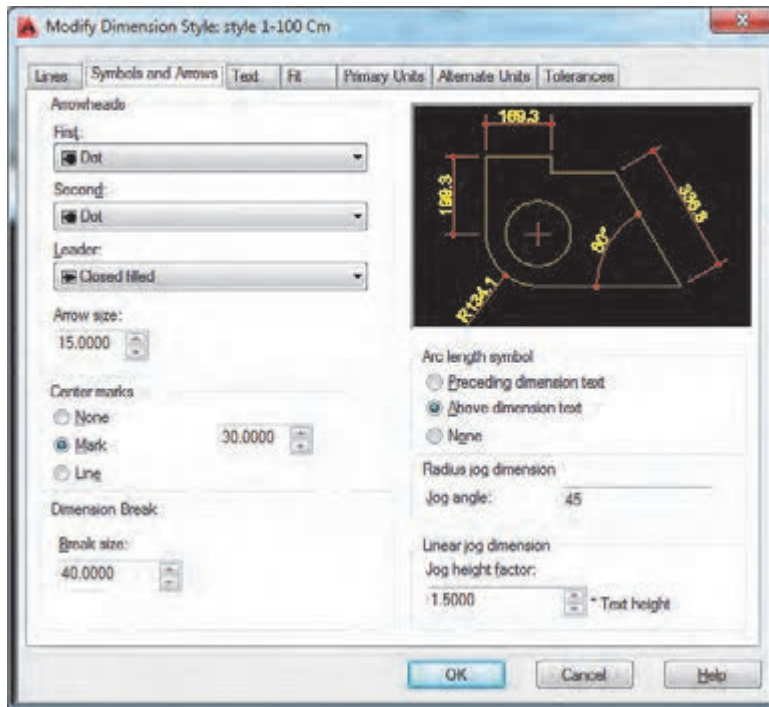 Modify Dimension Style: style 1-100 Cm
Lines Symbols and Arrows Text Fit Primary Units Alternate Units Tolerances
Arrowheads
First:
Dot
Second:
Dot
Leader:
Closed filled
Arrow size:
15.0000
Center marks
None
Mark
Line
30.0000
Dimension Break
Break size:
40.0000
169.3
199.3
338.8
80°
R134.1
Arc length symbol
Preceding dimension text
Above dimension text
None
Radius jog dimension
Jog angle: 45
Linear jog dimension
Jog height factor:
1.5000 * Text height
OK Cancel Help